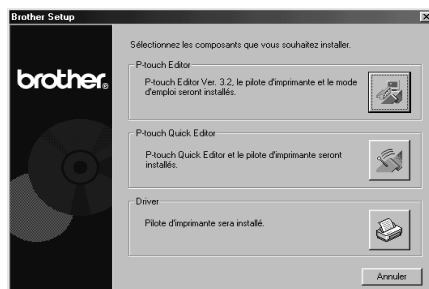 Brother Setup
Sélectionnez les composants que vous souhaitez installer.
brother®
P-touch Editor
P-touch Editor Ver. 3.2, le pilote d'imprimante et le mode
d'emploi seront installés.
P-touch Quick Editor
P-touch Quick Editor et le pilote d'imprimante seront
installés.
Driver
Pilote d'imprimante sera installé.
Annuler